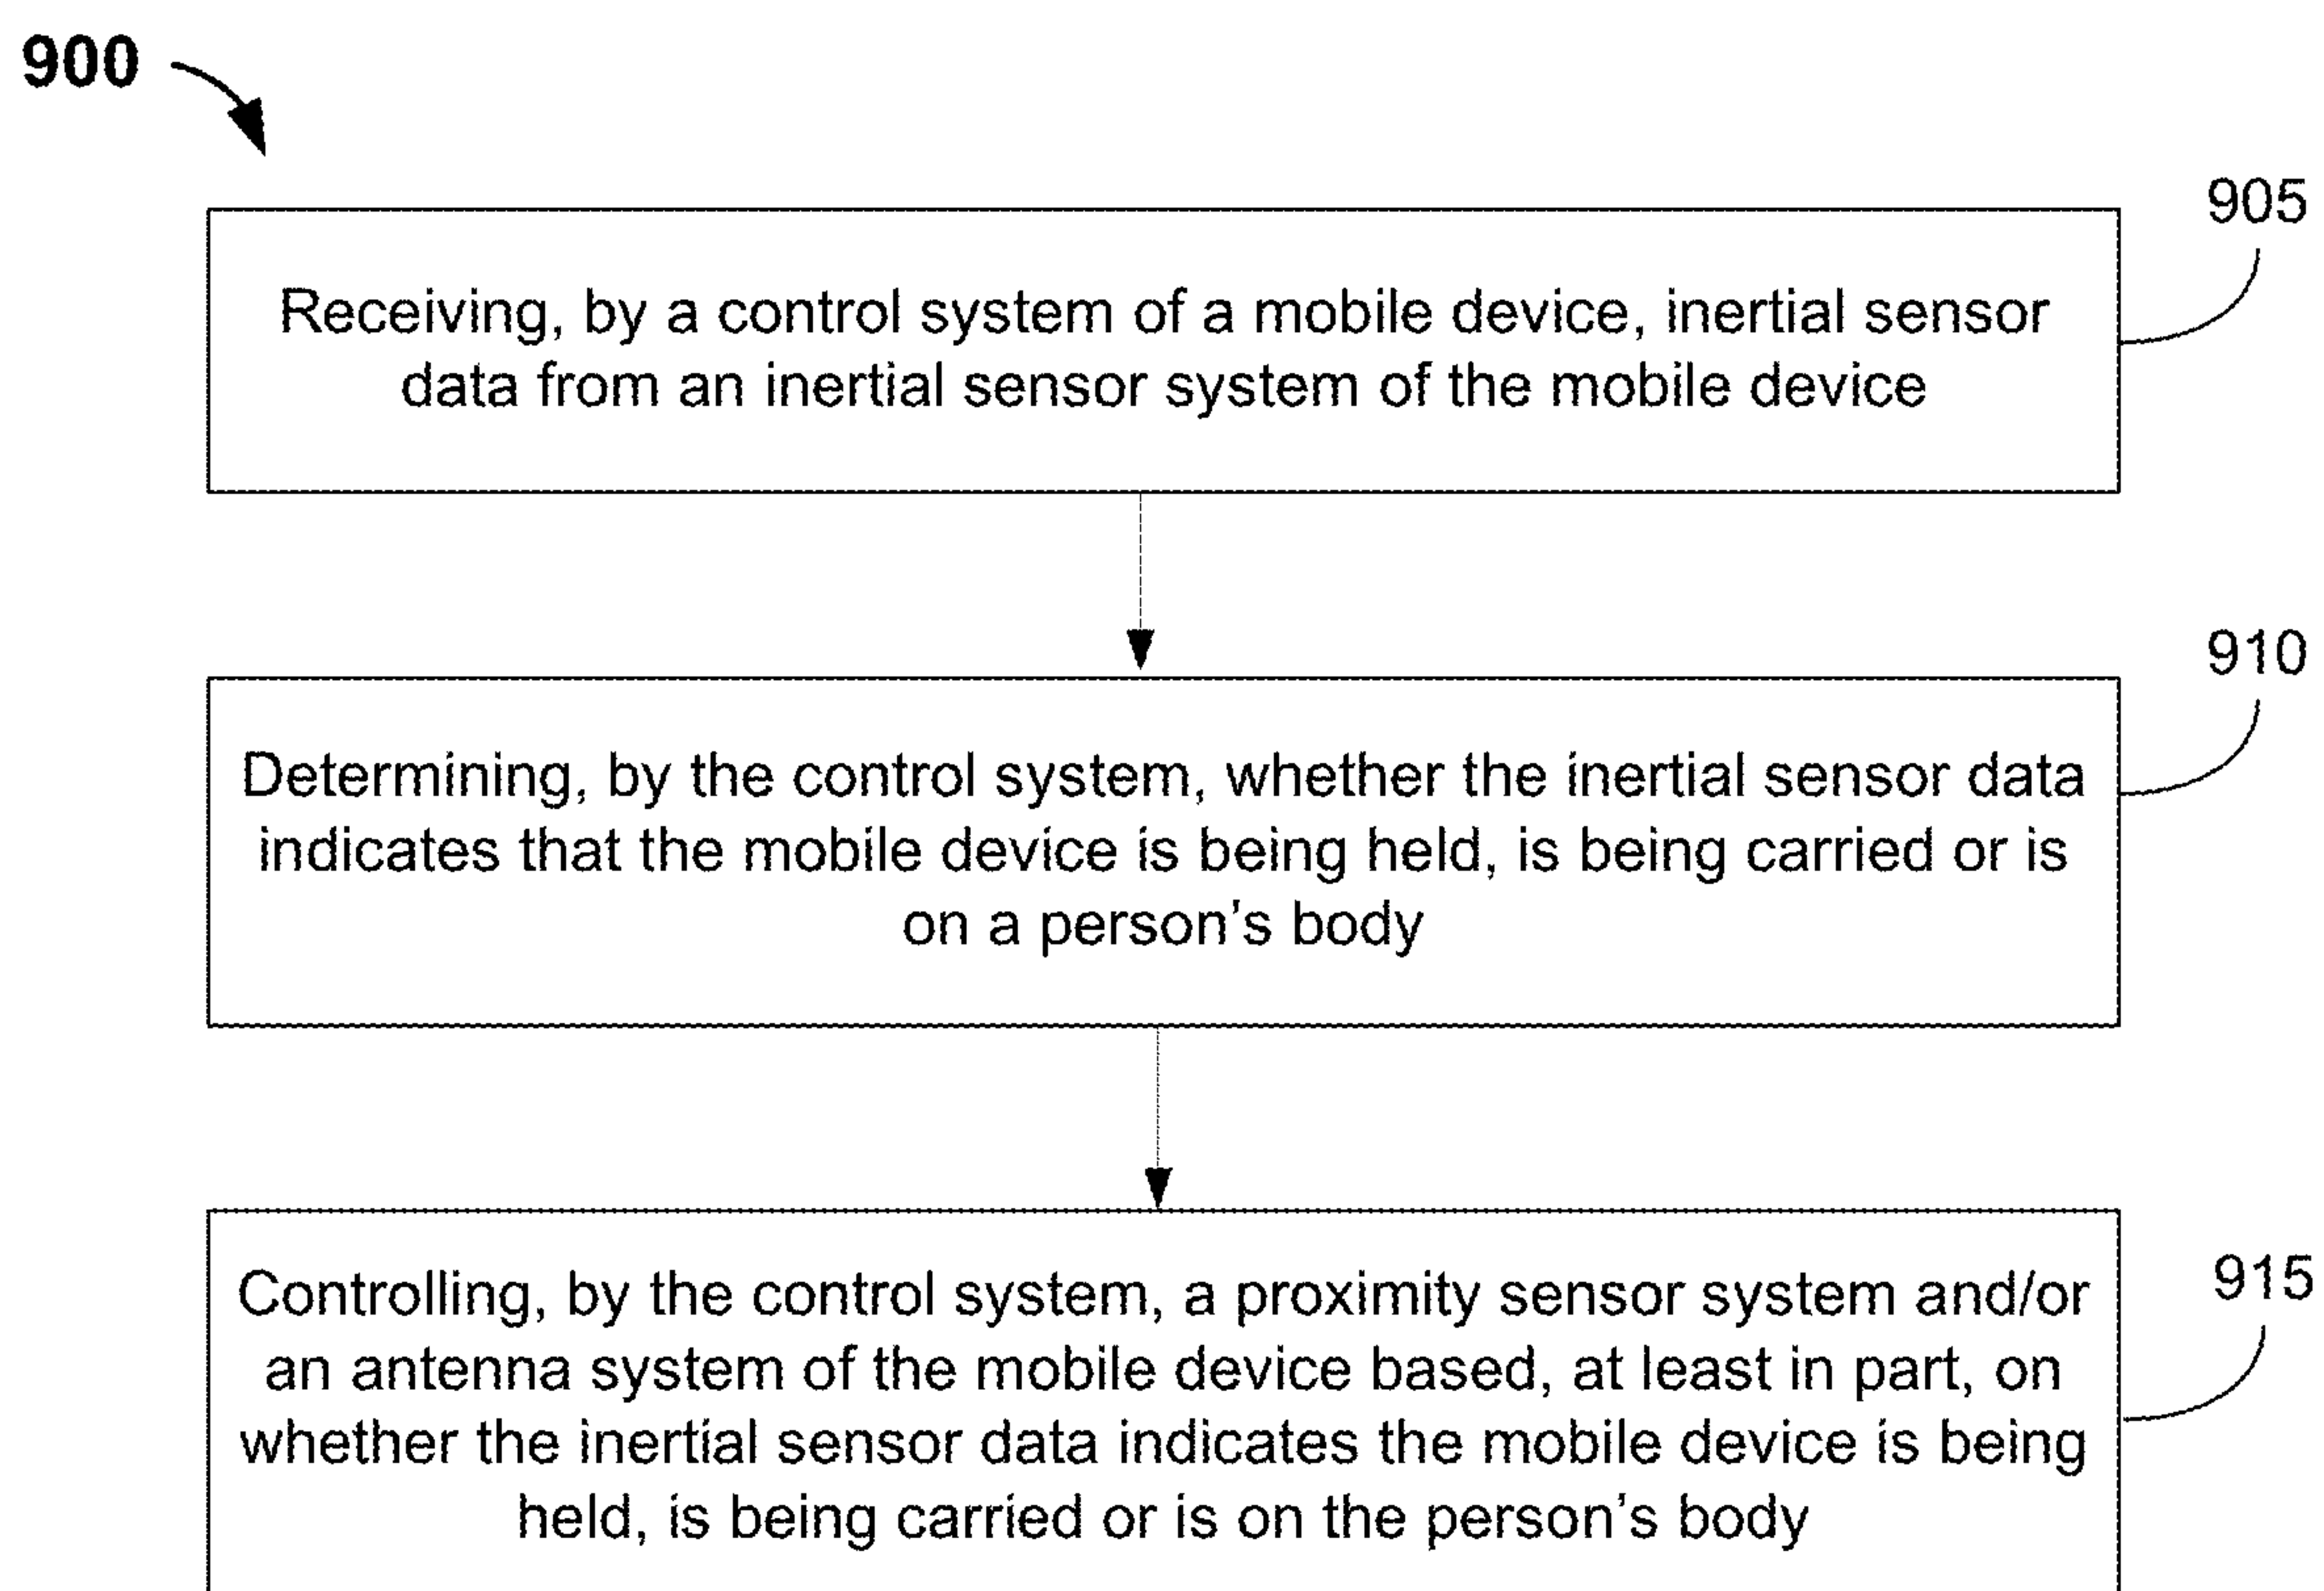 900
905
Receiving, by a control system of a mobile device, inertial sensor
data from an inertial sensor system of the mobile device
910
Determining, by the control system, whether the inertial sensor data
indicates that the mobile device is being held, is being carried or is
on a person's body
915
Controlling, by the control system, a proximity sensor system and/or
an antenna system of the mobile device based, at least in part, on
whether the inertial sensor data indicates the mobile device is being
held, is being carried or is on the person's body